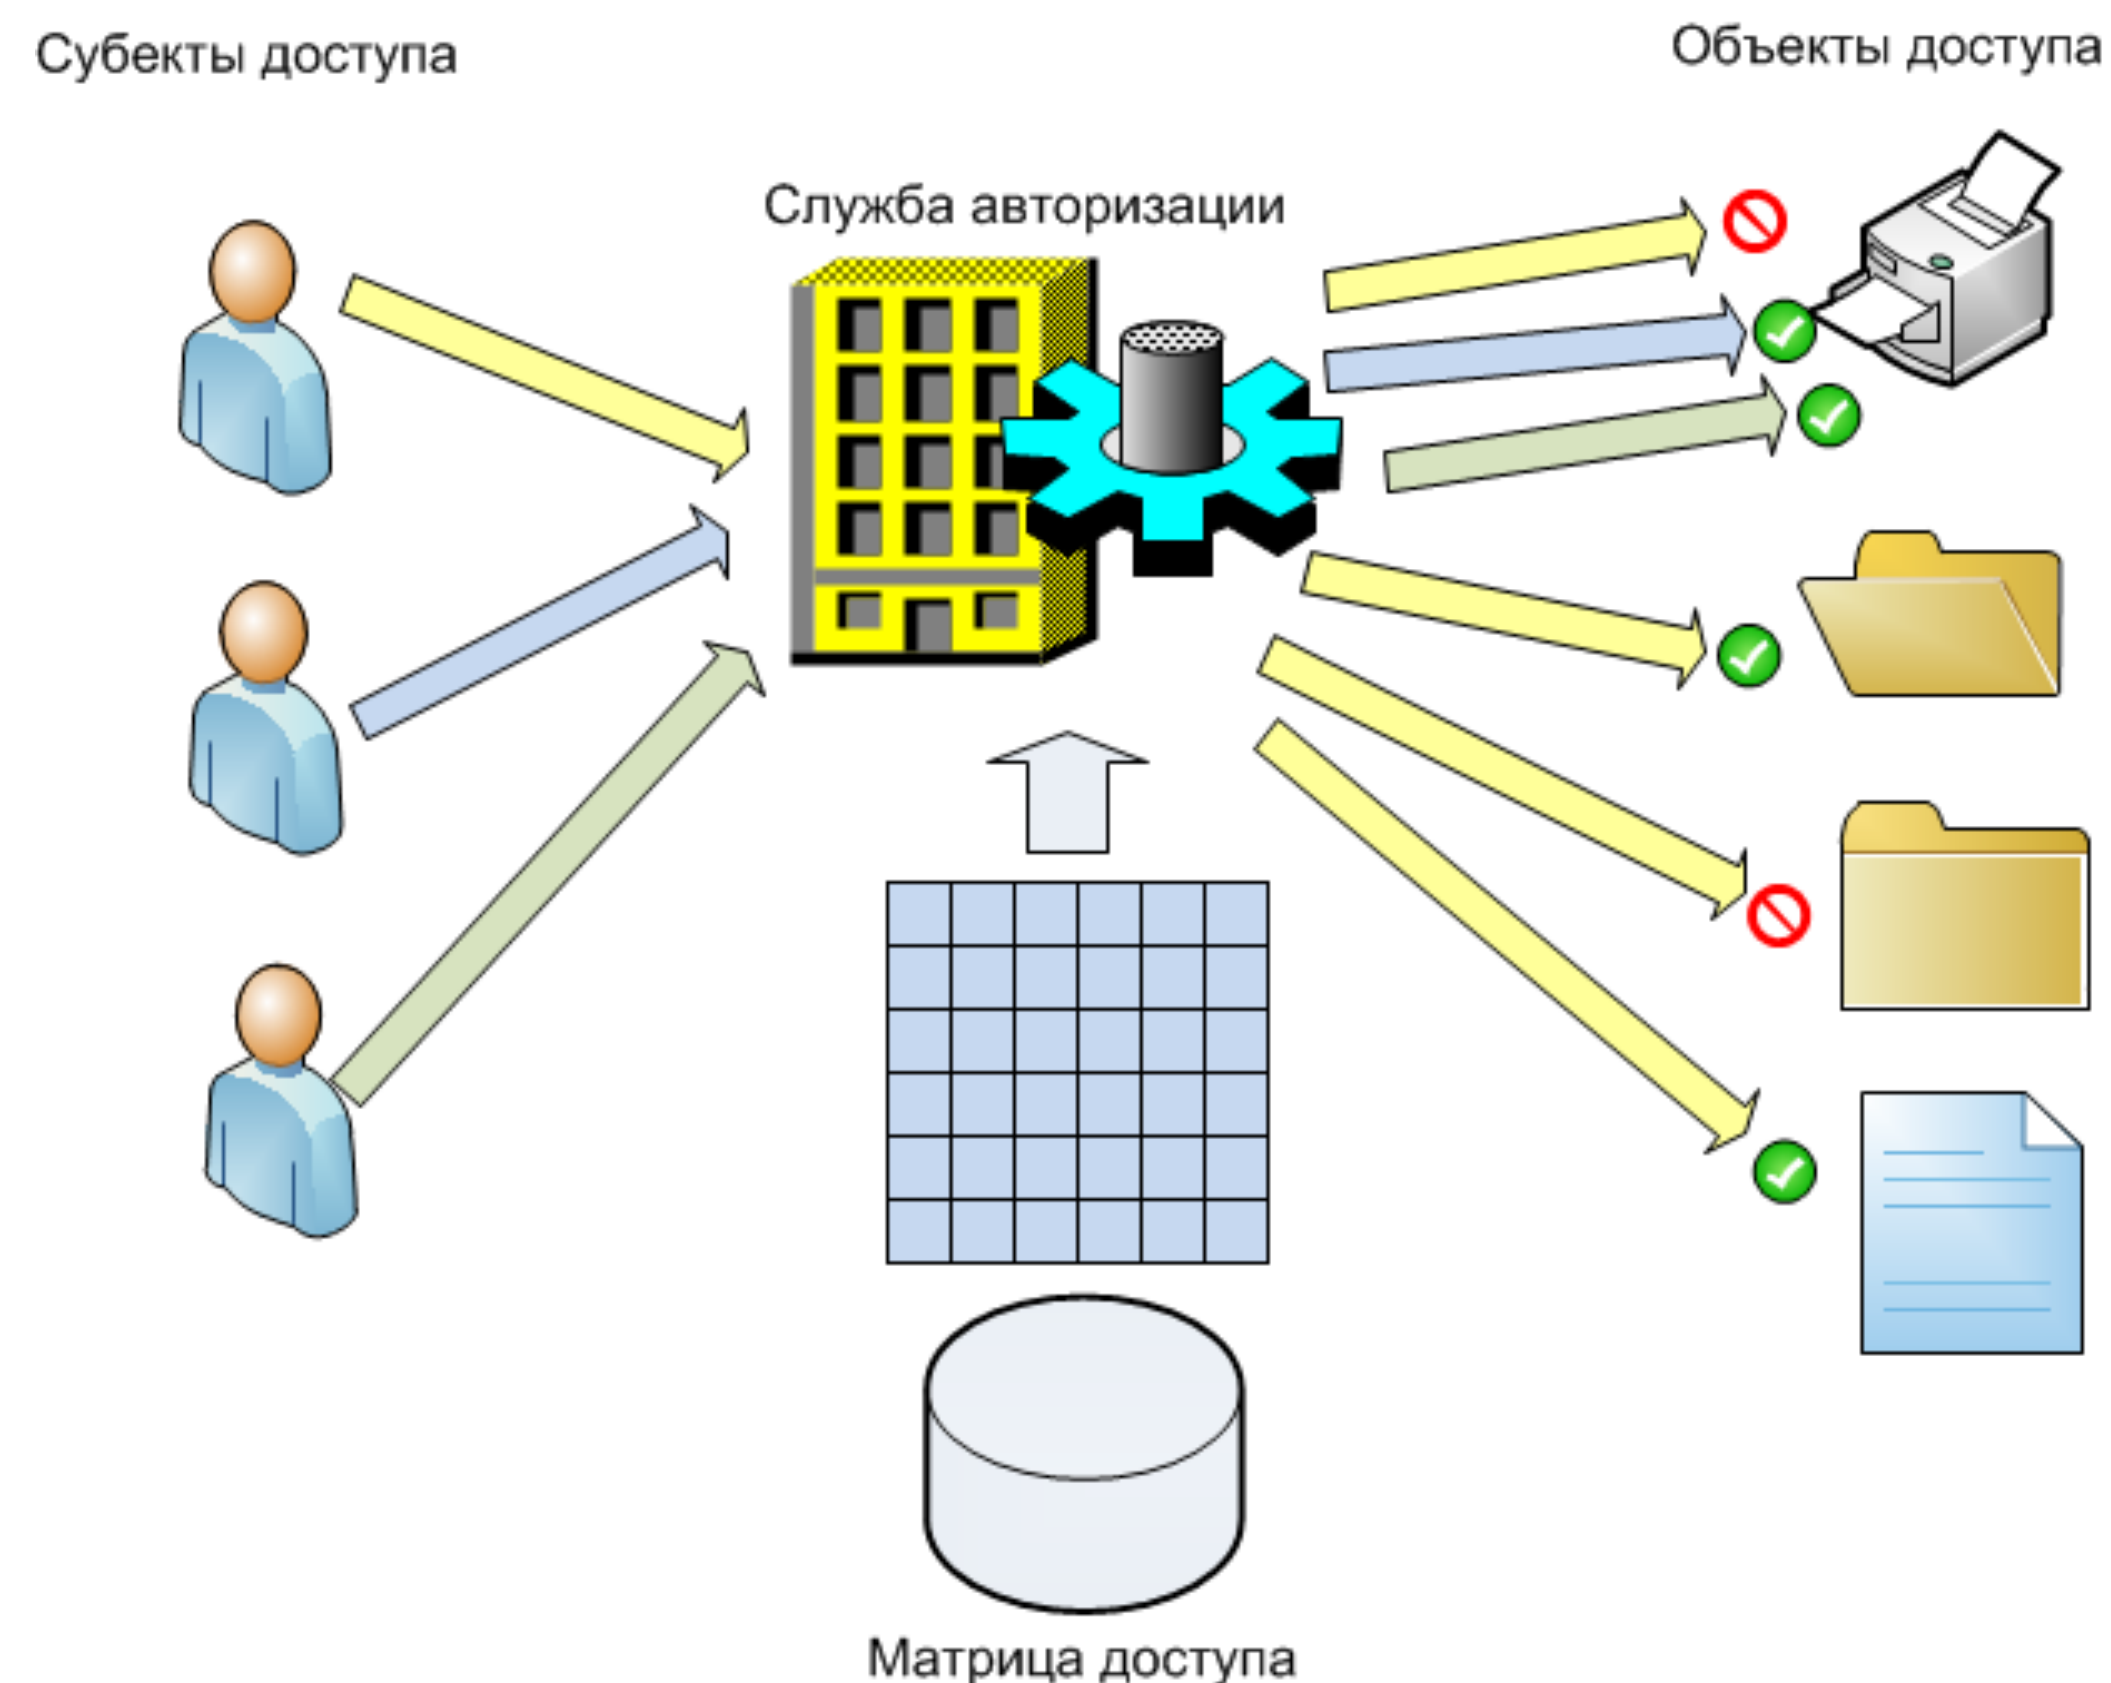 Субекты доступа
Объекты доступа
Служба авторизации
Матрица доступа